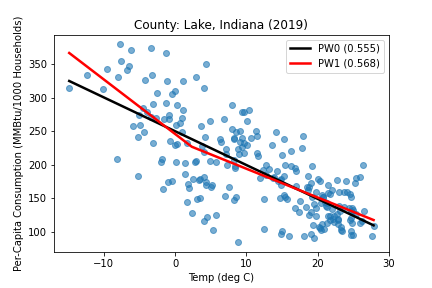 County: Lake, Indiana (2019)
PW0 (0.555)
PW1 (0.568)
Per-Capita Consumption (MMBtu/1000 Households)
350
300
250
200
150
100
−10 0 10 20 30
Temp (deg C)